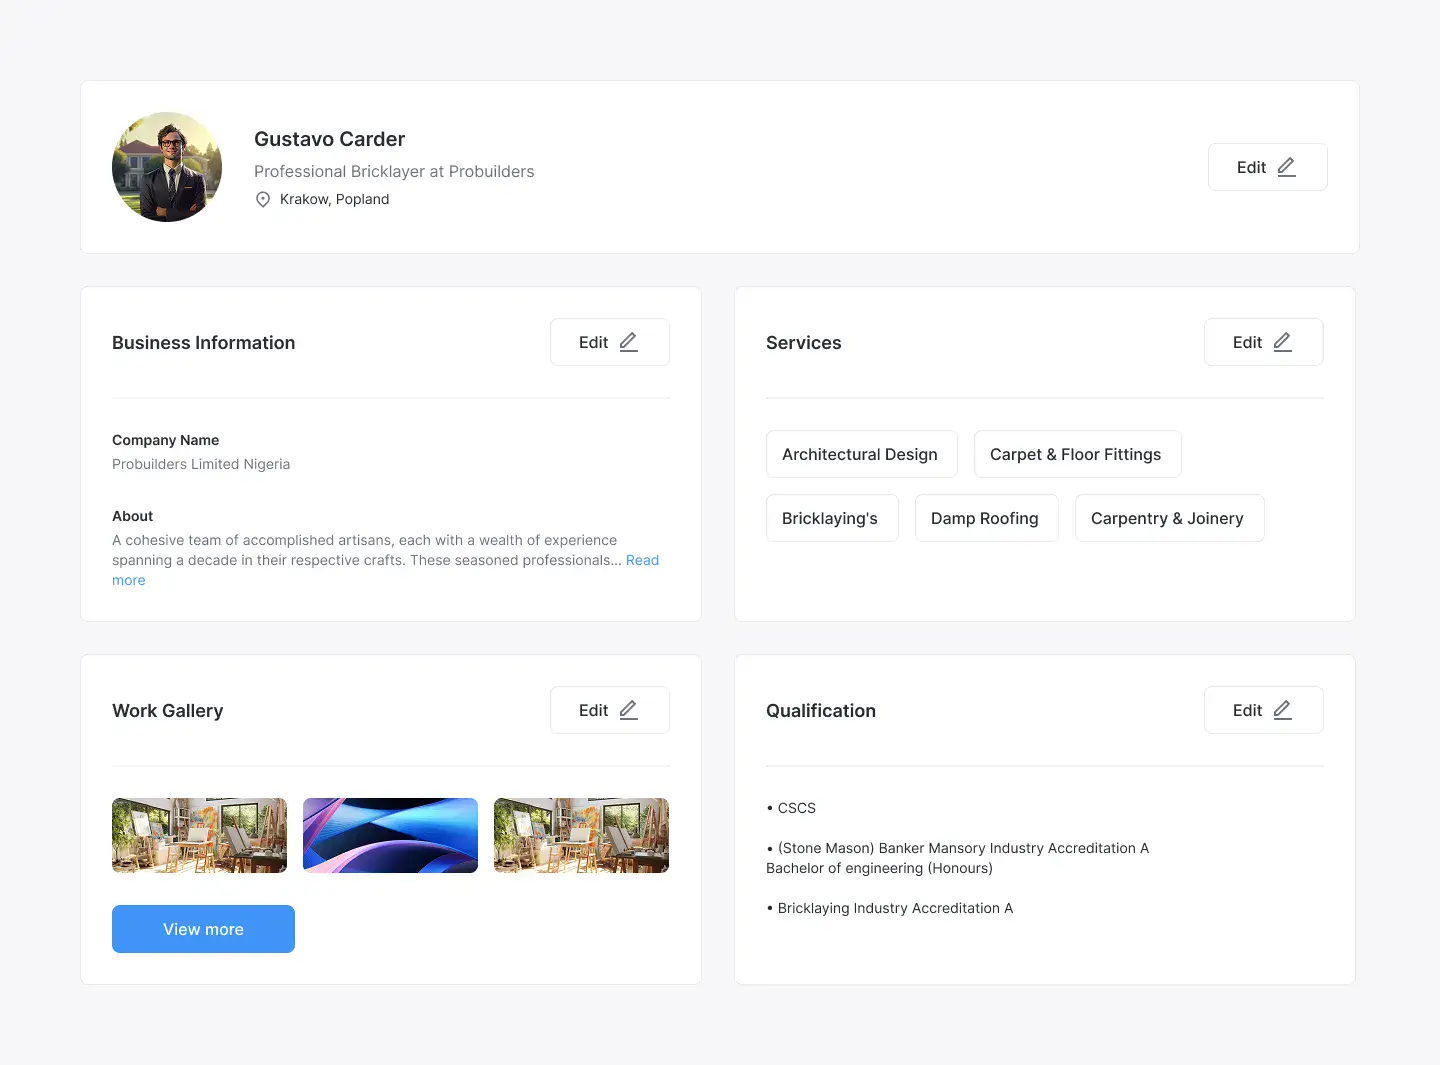 Gustavo Carder
Professional Bricklayer at Probuilders
Krakow, Popland
Edit
Business Information
Edit
Company Name
Probuilders Limited Nigeria
About
A cohesive team of accomplished artisans, each with a wealth of experience
spanning a decade in their respective crafts. These seasoned professionals... Read
more
Services
Edit
Architectural Design
Carpet & Floor Fittings
Bricklaying's
Damp Roofing
Carpentry & Joinery
Work Gallery
Edit
View more
Qualification
Edit
• CSCS
• (Stone Mason) Banker Mansory Industry Accreditation A
Bachelor of engineering (Honours)
• Bricklaying Industry Accreditation A